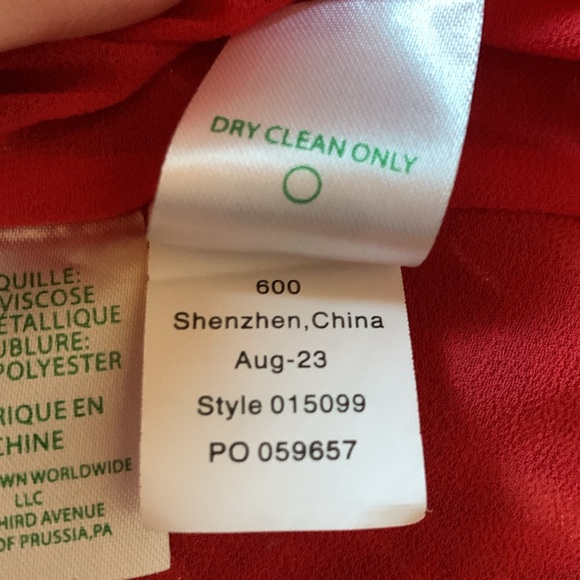 DRY CLEAN ONLY
600
Shenzhen,China
Aug-23
Style 015099
PO 059657
QUILLE:
VISCOSE
ÉTALLIQUE
UBLURE:
POLYESTER
RIQUE EN
CHINE
WN WORLDWIDE
LLC
HIRD AVENUE
OF PRUSSIA,PA